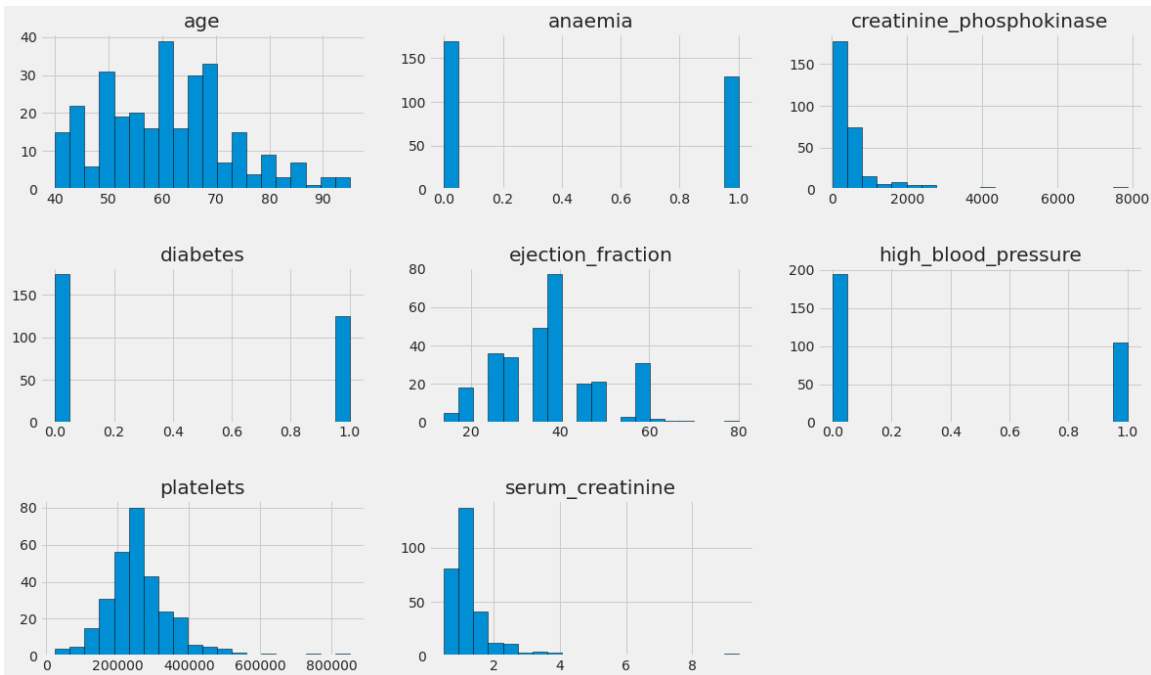 age
40
30
20
10
0
40 50 60 70 80 90
anaemia
150
100
50
0
0.0 0.2 0.4 0.6 0.8 1.0
creatinine_phosphokinase
150
100
50
0
0 2000 4000 6000 8000
diabetes
150
100
50
0
0.0 0.2 0.4 0.6 0.8 1.0
ejection_fraction
80
60
40
20
0
20 40 60 80
high_blood_pressure
200
150
100
50
0
0.0 0.2 0.4 0.6 0.8 1.0
platelets
80
60
40
20
0
0 200000 400000 600000 800000
serum_creatinine
100
50
0
2 4 6 8